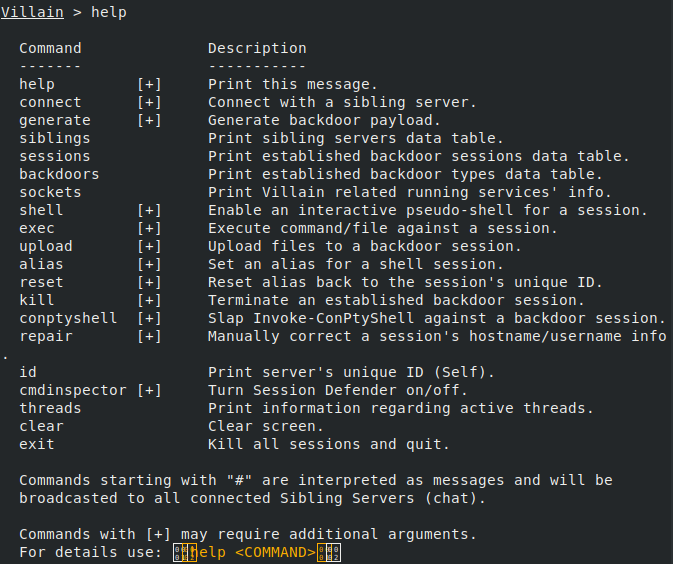 Villain > help
Command Description
------- -----------
help [+] Print this message.
connect [+] Connect with a sibling server.
generate [+] Generate backdoor payload.
siblings Print sibling servers data table.
sessions Print established backdoor sessions data table.
backdoors Print established backdoor types data table.
sockets Print Villain related running services' info.
shell [+] Enable an interactive pseudo-shell for a session.
exec [+] Execute command/file against a session.
upload [+] Upload files to a backdoor session.
alias [+] Set an alias for a shell session.
reset [+] Reset alias back to the session's unique ID.
kill [+] Terminate an established backdoor session.
conptyshell [+] Slap Invoke-ConPtyShell against a backdoor session.
repair [+] Manually correct a session's hostname/username info
.
id Print server's unique ID (Self).
cmdinspector [+] Turn Session Defender on/off.
threads Print information regarding active threads.
clear Clear screen.
exit Kill all sessions and quit.
Commands starting with "#" are interpreted as messages and will be
broadcasted to all connected Sibling Servers (chat).
Commands with [+] may require additional arguments.
For details use: help <COMMAND>